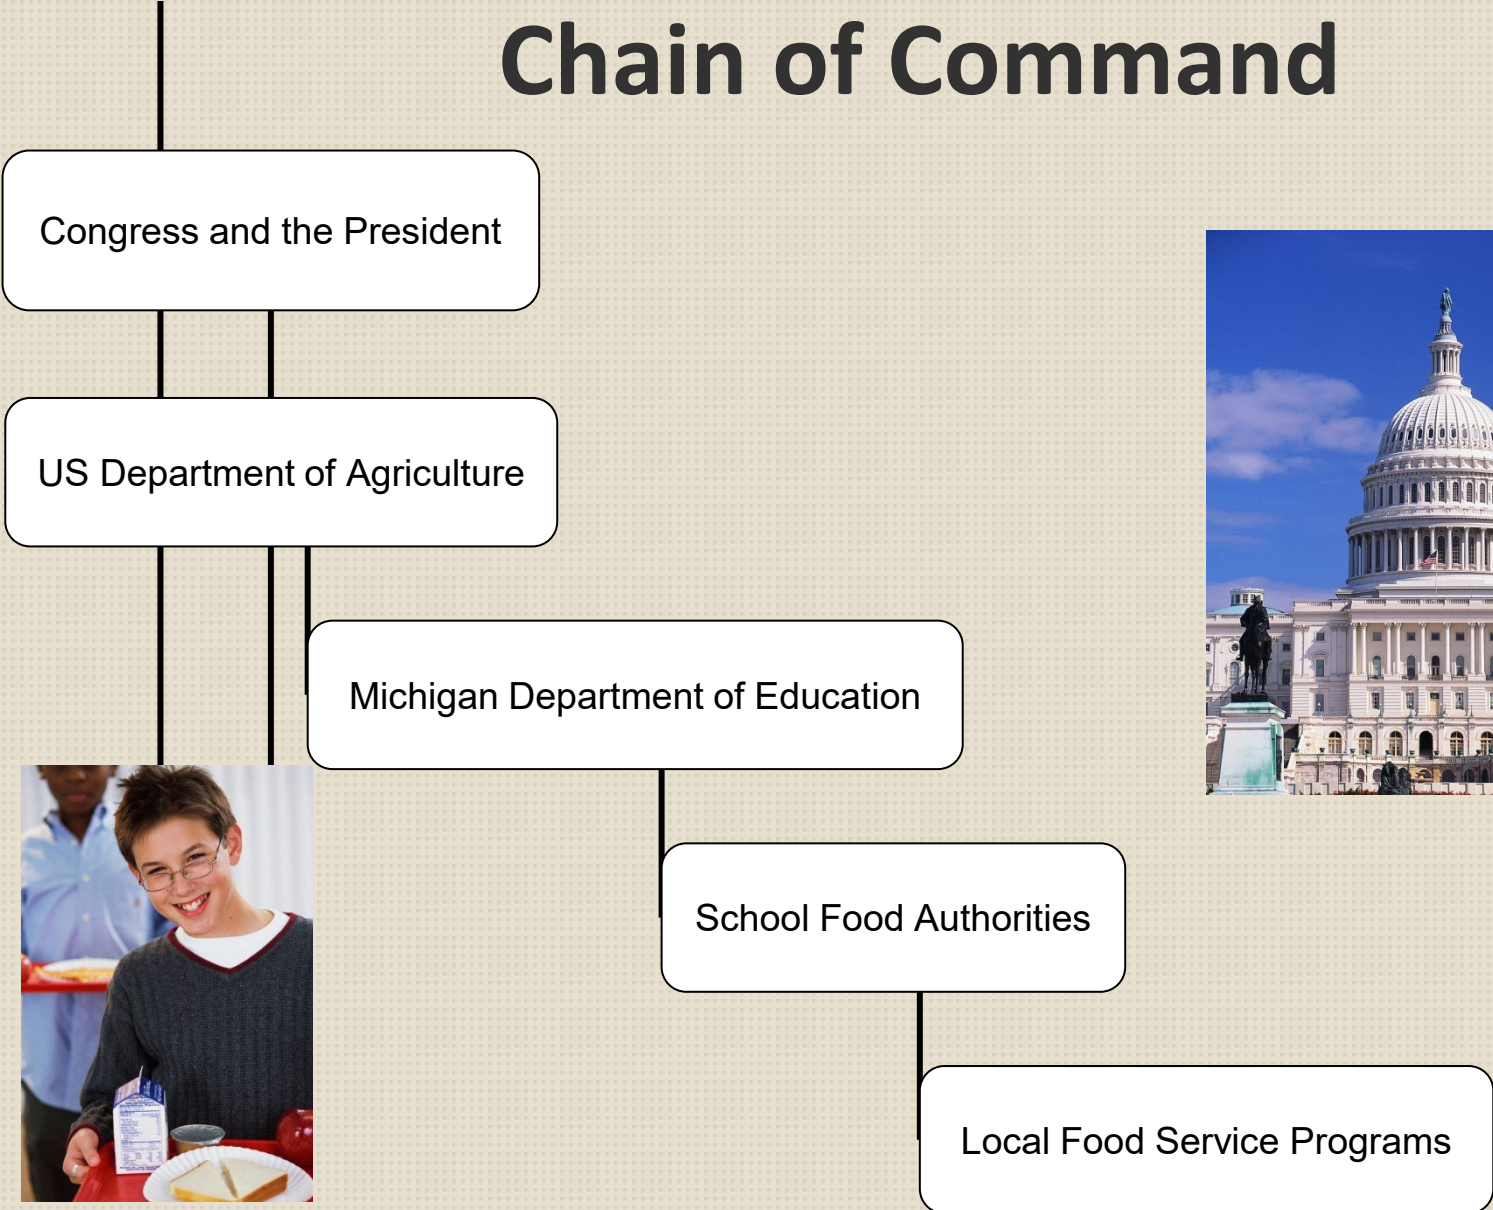 Chain of Command
Congress and the President
US Department of Agriculture
Michigan Department of Education
School Food Authorities
Local Food Service Programs